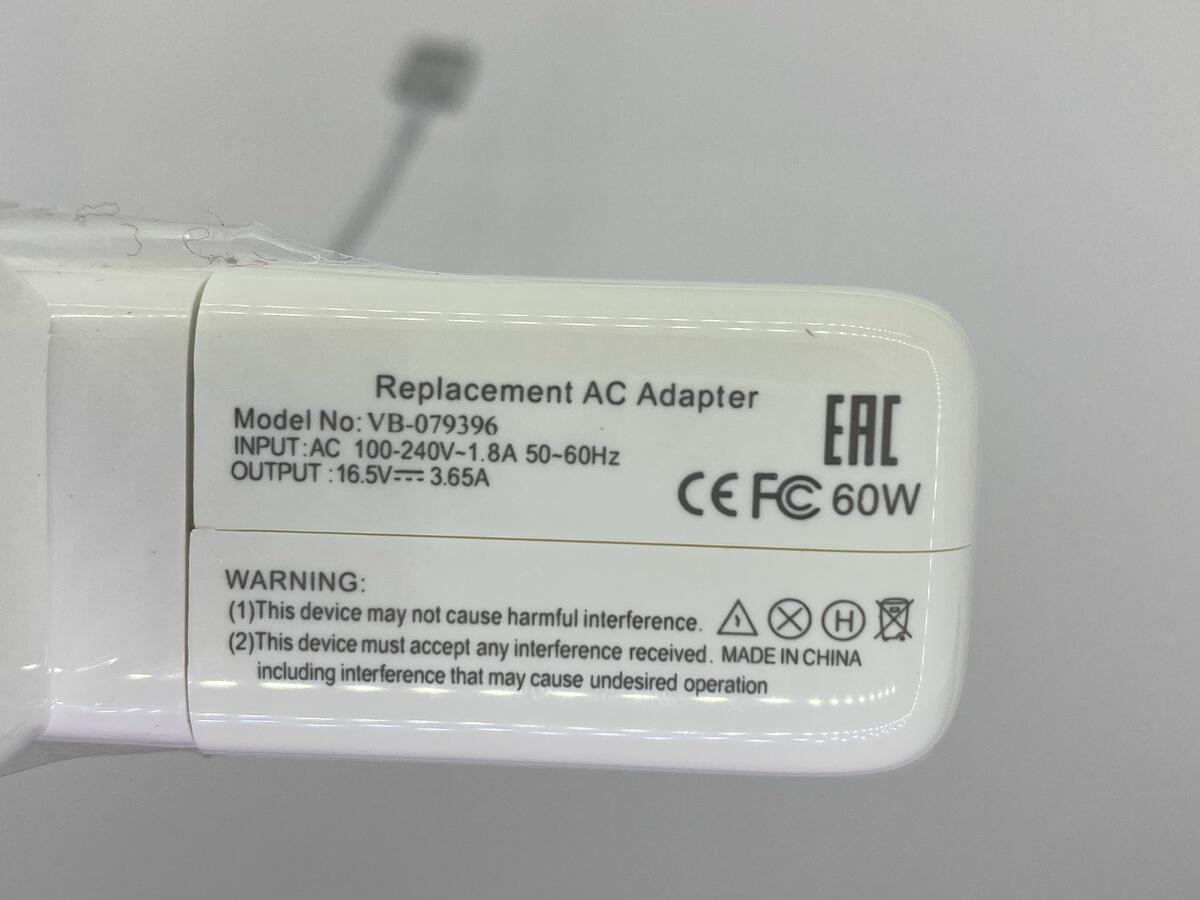 Replacement AC Adapter
Model No: VB-079396
INPUT:AC 100-240V~1.8A 50~60Hz
OUTPUT :16.5V⎓ 3.65A
EAC
CE FC 60W
WARNING:
(1)This device may not cause harmful interference.
(2)This device must accept any interference received. MADE IN CHINA
including interference that may cause undesired operation